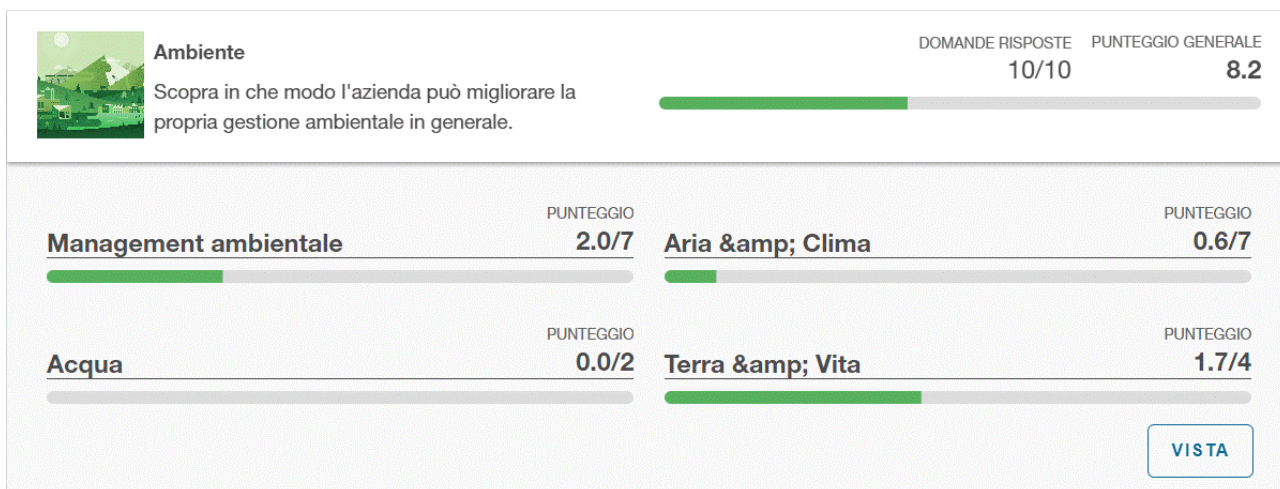 Ambiente
Scopra in che modo l'azienda può migliorare la
propria gestione ambientale in generale.
DOMANDE RISPOSTE
10/10
PUNTEGGIO GENERALE
8.2
PUNTEGGIO
Management ambientale 2.0/7
PUNTEGGIO
Aria &amp; Clima 0.6/7
PUNTEGGIO
Acqua 0.0/2
PUNTEGGIO
Terra &amp; Vita 1.7/4
VISTA